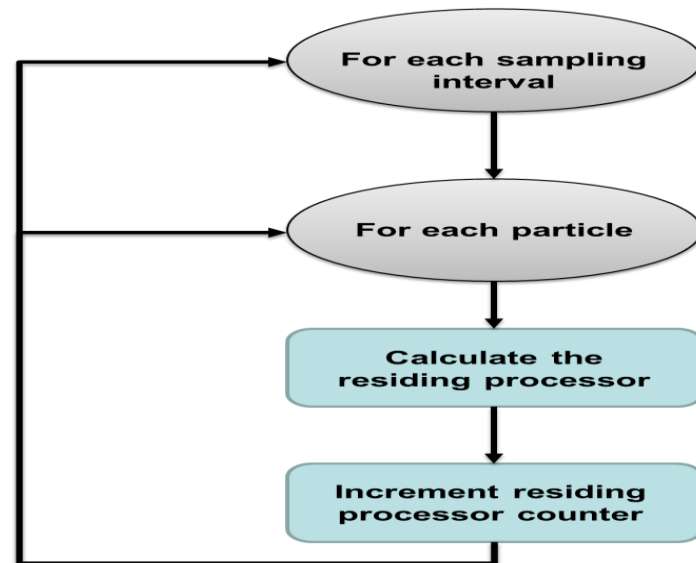 For each sampling
interval
For each particle
Calculate the
residing processor
Increment residing
processor counter